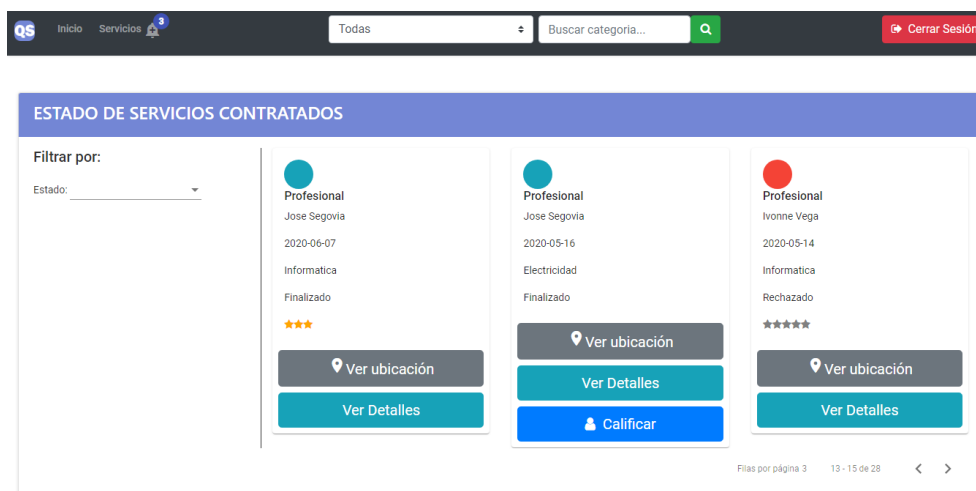 QS Inicio Servicios 3 Todas Buscar categoria... Cerrar Sesión
ESTADO DE SERVICIOS CONTRATADOS
Filtrar por:
Estado:
Profesional
Jose Segovia
2020-06-07
Informatica
Finalizado
Ver ubicación
Ver Detalles
Profesional
Jose Segovia
2020-05-16
Electricidad
Finalizado
Ver ubicación
Ver Detalles
Calificar
Profesional
Ivonne Vega
2020-05-14
Informatica
Rechazado
Ver ubicación
Ver Detalles
Filas por página 3 13 - 15 de 28